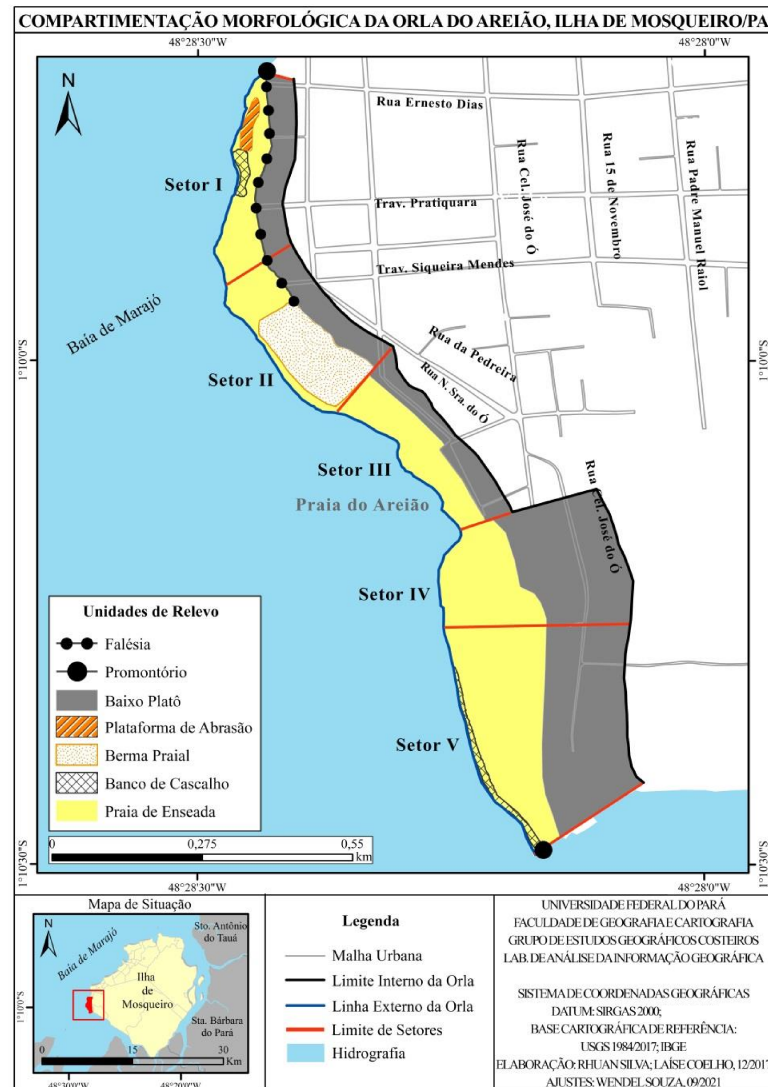 COMPARTIMENTAÇÃO MORFOLÓGICA DA ORLA DO AREIÃO, ILHA DE MOSQUEIRO/PA
48°28'30"W
48°28'0"W
N
Rua Ernesto Dias
Rua Cel. José do Ó
Rua 15 de Novembro
Rua Padre Manuel Raiol
Setor I
Trav. Pratiquara
Trav. Siqueira Mendes
Baia de Marajó
1°10'0"S
1°10'0"S
Rua da Pedreira
Setor II
Rua N. Sra. do Ó
Setor III
Praia do Areião
Rua Cel. José do Ó
Setor IV
Unidades de Relevo
Falésia
Promontório
Baixo Platô
Plataforma de Abrasão
Berma Praial
Banco de Cascalho
Praia de Enseada
Setor V
0 0,275 0,55
km
1°10'30"S
1°10'30"S
48°28'30"W
48°28'0"W
Mapa de Situação
N
Baia de Marajó
Sto. Antônio
do Tauá
Ilha
de
Mosqueiro
1°10'0"S
Sta. Bárbara
do Pará
0 15 30
Km
48°30'0"W
48°20'0"W
Legenda
Malha Urbana
Limite Interno da Orla
Linha Externo da Orla
Limite de Setores
Hidrografia
UNIVERSIDADE FEDERAL DO PARÁ
FACULDADE DE GEOGRAFIA E CARTOGRAFIA
GRUPO DE ESTUDOS GEOGRÁFICOS COSTEIROS
LAB. DE ANÁLISE DA INFORMAÇÃO GEOGRÁFICA
SISTEMA DE COORDENADAS GEOGRÁFICAS
DATUM: SIRGAS 2000;
BASE CARTOGRÁFICA DE REFERÊNCIA:
USGS 1984/2017; IBGE
ELABORAÇÃO: RHUAN SILVA; LAÍSE COELHO, 12/2017
AJUSTES: WENDEL SOUZA, 09/2021